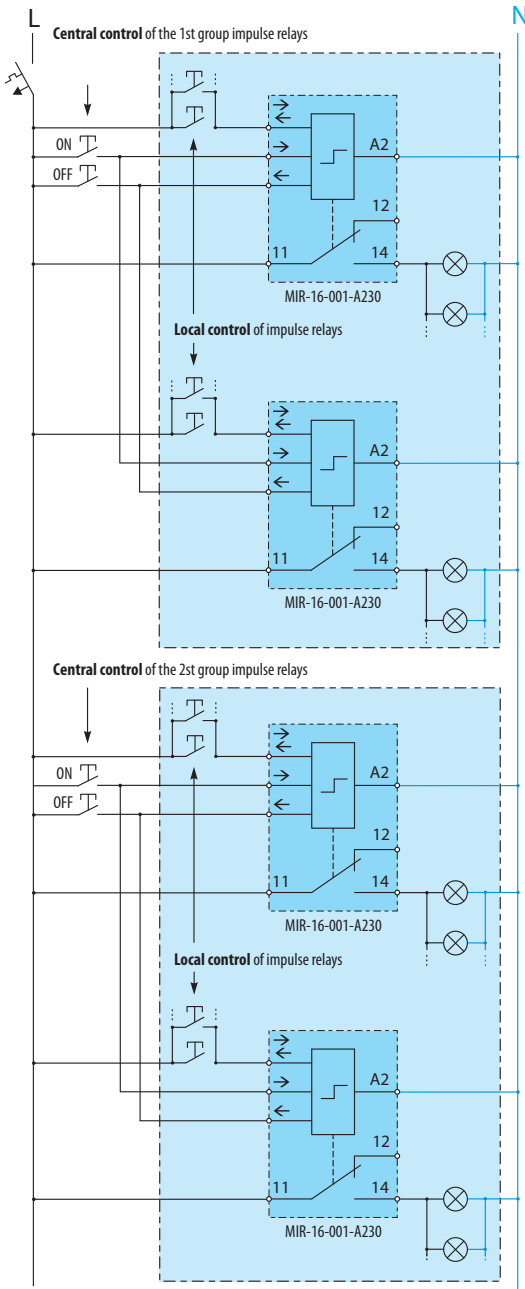 L
N
Central control of the 1st group impulse relays
ON
OFF
A2
12
11
14
MIR-16-001-A230
Local control of impulse relays
A2
12
11
14
MIR-16-001-A230
Central control of the 2st group impulse relays
ON
OFF
A2
12
11
14
MIR-16-001-A230
Local control of impulse relays
A2
12
11
14
MIR-16-001-A230